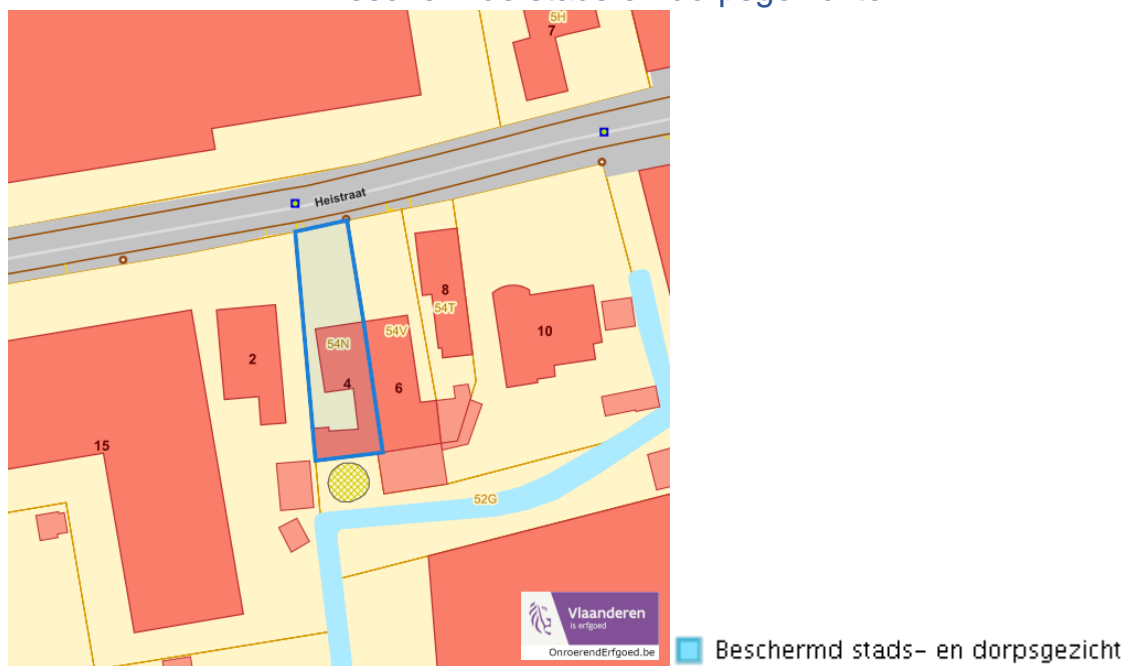 5H
7
Heistraat
8
54T
54V
10
54N
2
4
6
15
52G
Vlaanderen
is erfgoed
OnroerendErfgoed.be
Beschermd stads- en dorpsgezicht